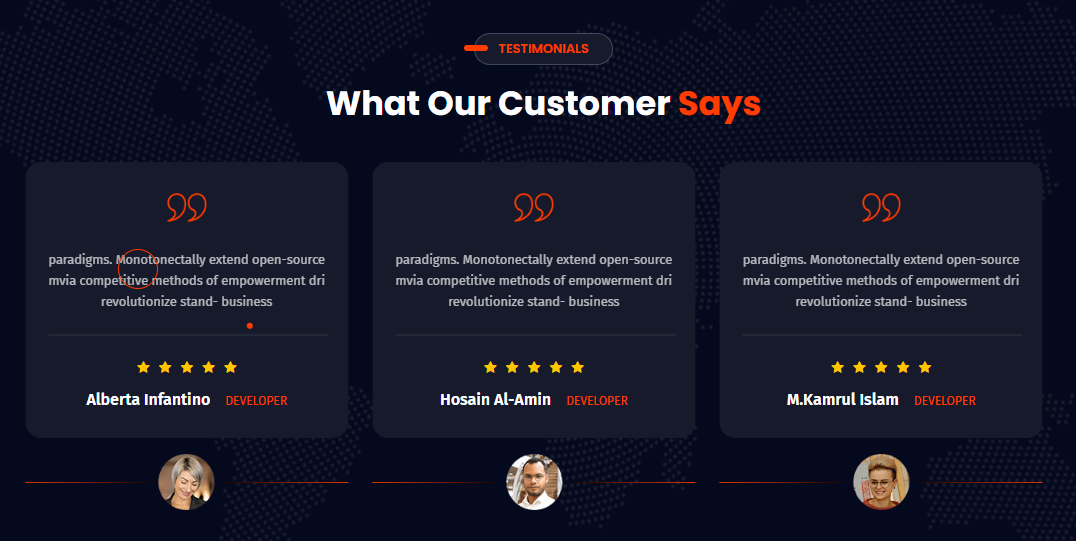 TESTIMONIALS
What Our Customer Says
paradigms. Monotonectally extend open-source
mvia competitive methods of empowerment dri
revolutionize stand- business
Alberta Infantino DEVELOPER
paradigms. Monotonectally extend open-source
mvia competitive methods of empowerment dri
revolutionize stand- business
Hosain Al-Amin DEVELOPER
paradigms. Monotonectally extend open-source
mvia competitive methods of empowerment dri
revolutionize stand- business
M.Kamrul Islam DEVELOPER